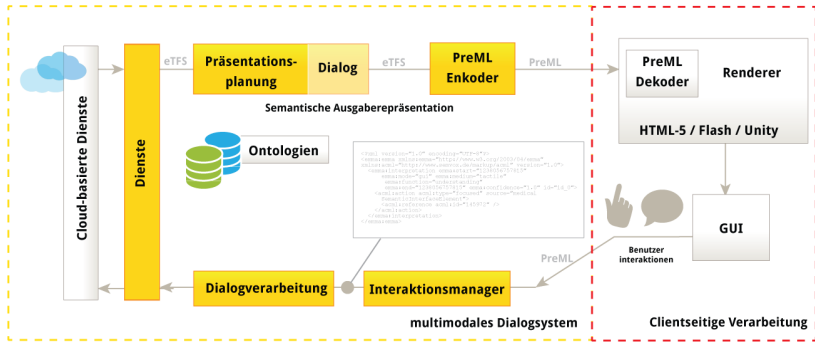 Cloud-basierte Dienste
Dienste
eTFS
Präsentations-
planung
Dialog
eTFS
PreML
Enkoder
PreML
PreML
Dekoder
Renderer
HTML-5 / Flash / Unity
Semantische Ausgaberepräsentation
Ontologien
GUI
Benutzer
interaktionen
PreML
Dialogverarbeitung
Interaktionsmanager
multimodales Dialogsystem
Clientseitige Verarbeitung